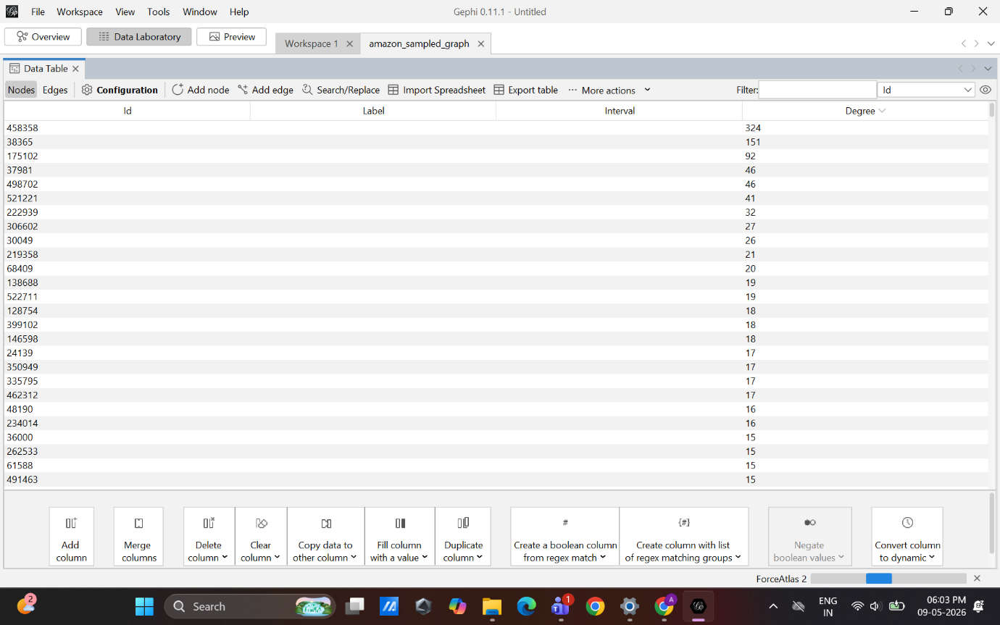 File Workspace View Tools Window Help Gephi 0.11.1 - Untitled
Overview Data Laboratory Preview Workspace 1 amazon_sampled_graph
Data Table
Nodes Edges Configuration Add node Add edge Search/Replace Import Spreadsheet Export table More actions Filter: Id
Id Label Interval Degree
458358 324
38365 151
175102 92
37981 46
498702 46
521221 41
222939 32
306602 27
30049 26
219358 21
68409 20
138688 19
522711 19
128754 18
399102 18
146598 18
24139 17
350949 17
335795 17
462312 17
48190 16
234014 16
36000 15
262533 15
61588 15
491463 15
Add column
Merge columns
Delete column
Clear column
Copy data to other column
Fill column with a value
Duplicate column
Create a boolean column from regex match
Create column with list of regex matching groups
Negate boolean values
Convert column to dynamic
ForceAtlas 2
2 Search 1 A ENG IN 06:03 PM 09-05-2026